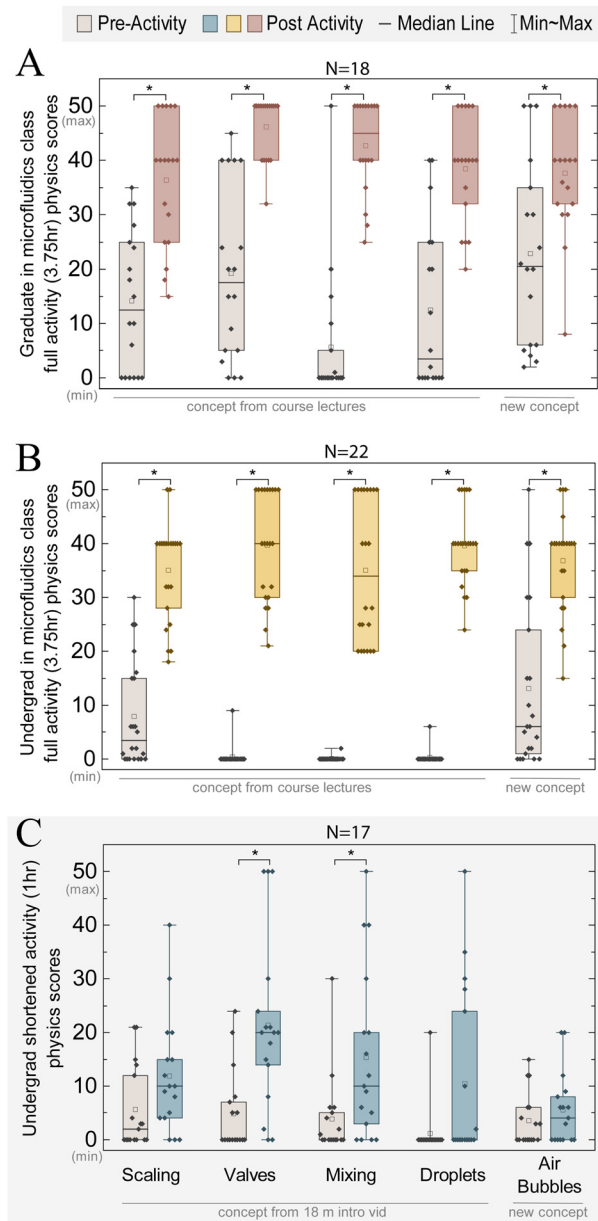 Pre-Activity Post Activity Median Line Min~Max
A
N=18
* * * * *
Graduate in microfluidics class
full activity (3.75hr) physics scores
50
(max)
40
30
20
10
0
(min)
concept from course lectures new concept
B
N=22
* * * * *
Undergrad in microfluidics class
full activity (3.75hr) physics scores
50
(max)
40
30
20
10
0
(min)
concept from course lectures new concept
C
N=17
* *
Undergrad shortened activity (1hr)
physics scores
50
(max)
40
30
20
10
0
(min)
Scaling Valves Mixing Droplets Air
Bubbles
concept from 18 m intro vid new concept